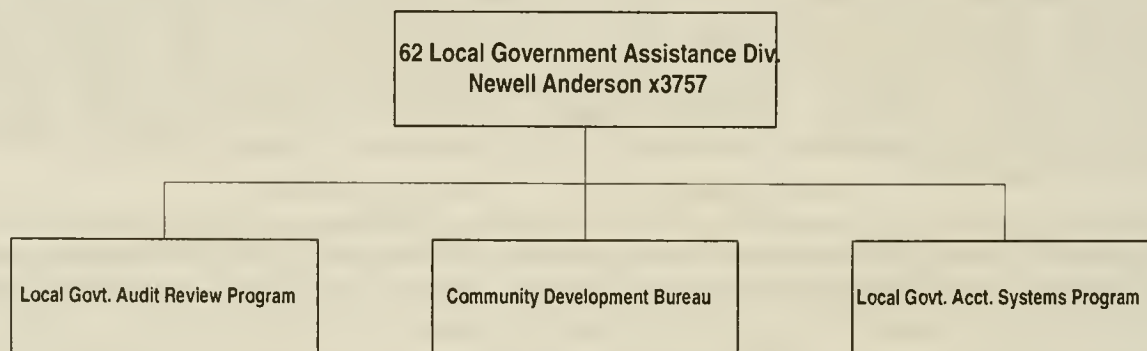 62 Local Government Assistance Div.
Newell Anderson x3757
Local Govt. Audit Review Program
Community Development Bureau
Local Govt. Acct. Systems Program